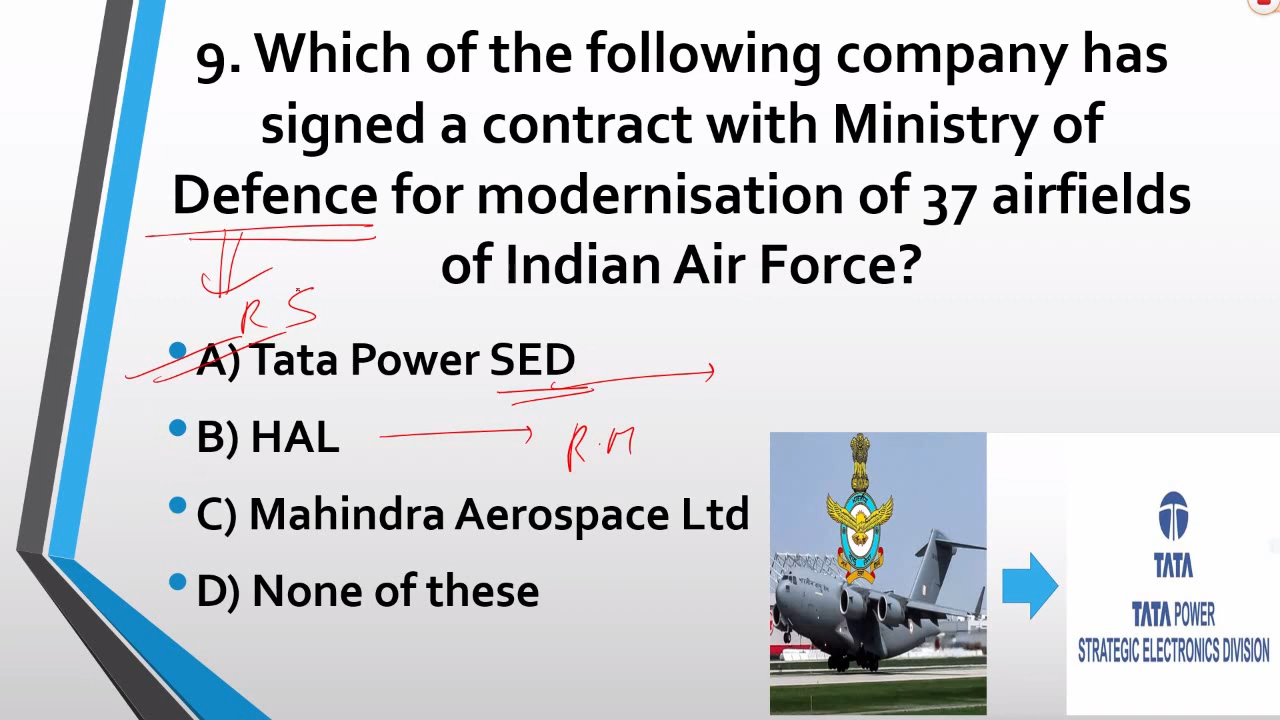 9. Which of the following company has
signed a contract with Ministry of
Defence for modernisation of 37 airfields
of Indian Air Force?
R S
• A) Tata Power SED
• B) HAL
R.M
• C) Mahindra Aerospace Ltd
• D) None of these
TATA
TATA POWER
STRATEGIC ELECTRONICS DIVISION